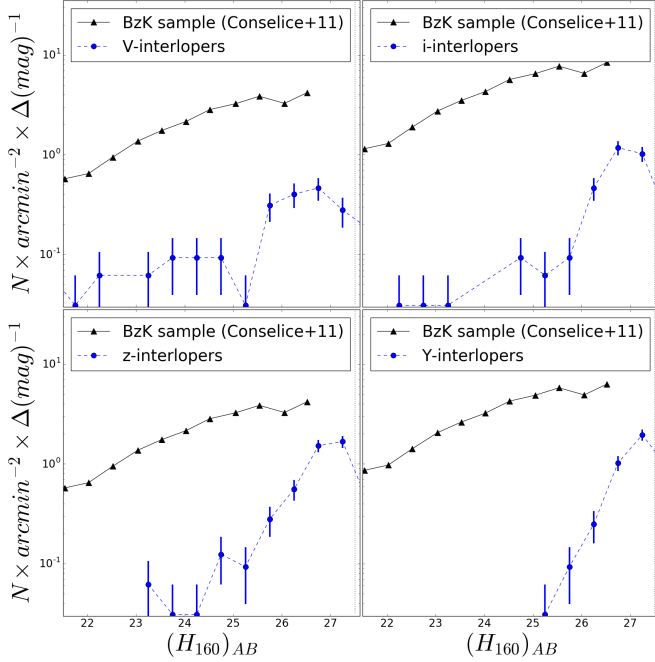 BzK sample (Conselice+11)
V-interlopers
BzK sample (Conselice+11)
i-interlopers
10¹
10⁰
10⁻¹
N × arcmin⁻² × Δ(mag)⁻¹
BzK sample (Conselice+11)
z-interlopers
BzK sample (Conselice+11)
Y-interlopers
10¹
10⁰
10⁻¹
N × arcmin⁻² × Δ(mag)⁻¹
22 23 24 25 26 27
22 23 24 25 26 27
(H₁₆₀)_AB
(H₁₆₀)_AB